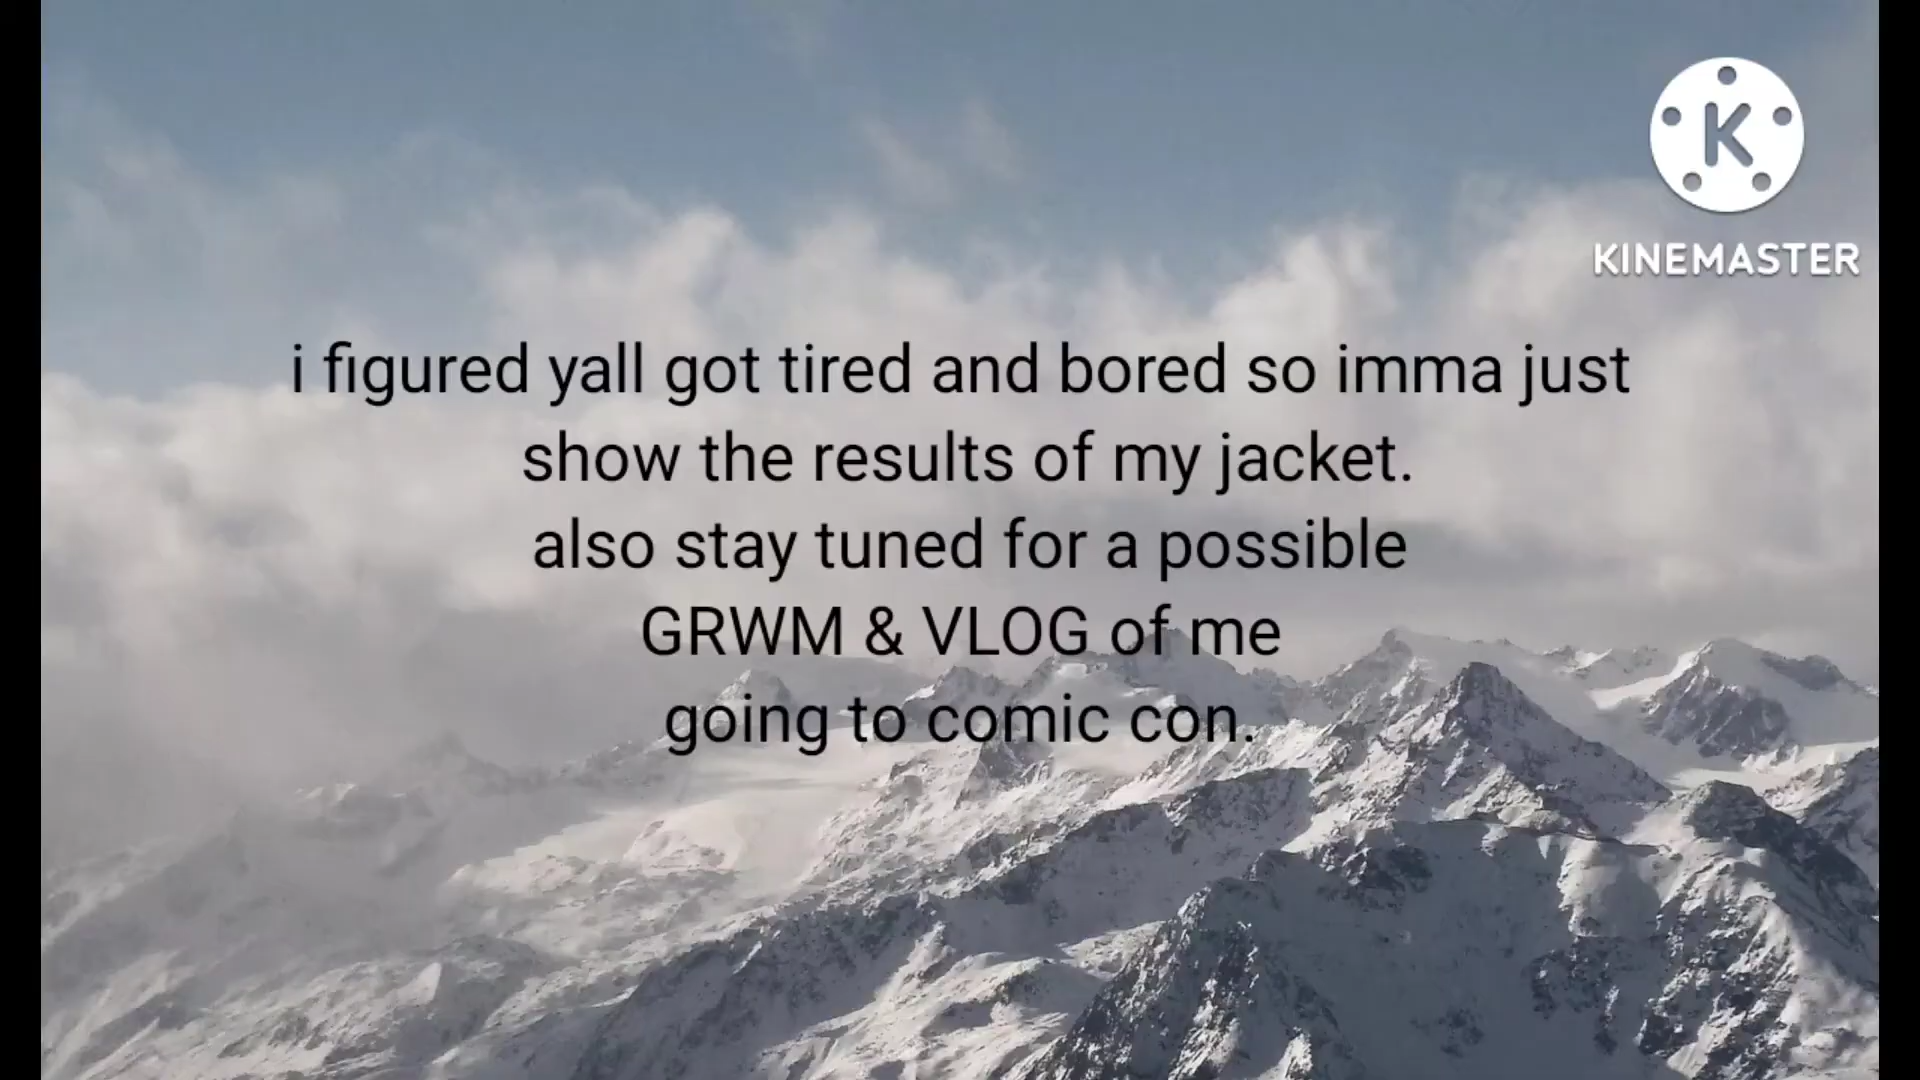 K
KINEMASTER
i figured yall got tired and bored so imma just
show the results of my jacket.
also stay tuned for a possible
GRWM & VLOG of me
going to comic con.